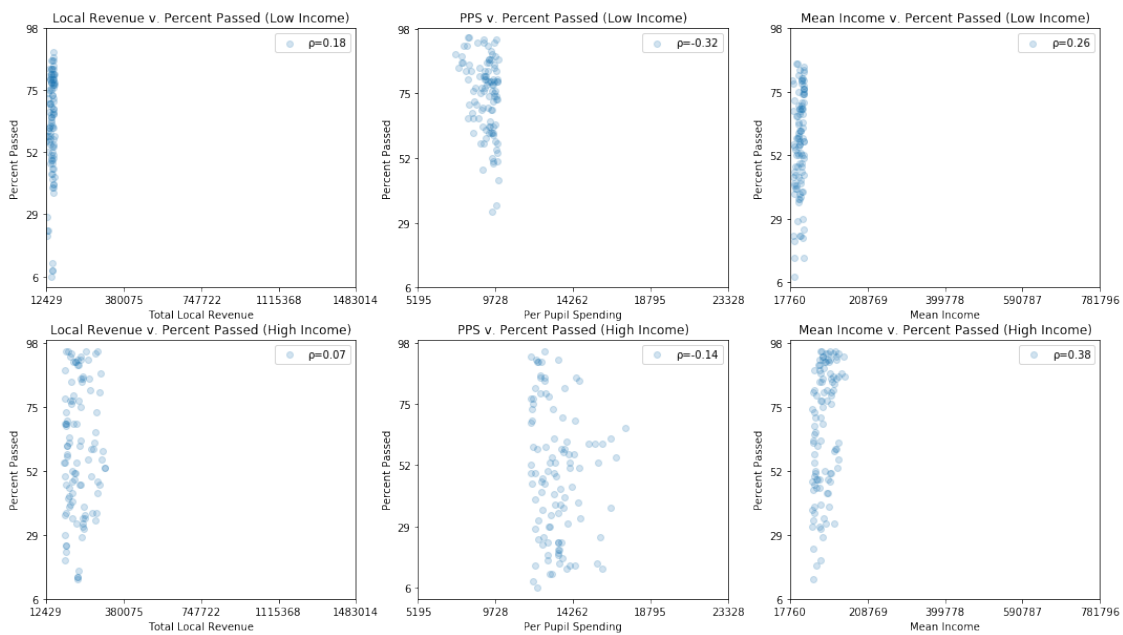 Local Revenue v. Percent Passed (Low Income)
98
75
52
29
6
Percent Passed
ρ=0.18
12429 380075 747722 1115368 1483014
Total Local Revenue
PPS v. Percent Passed (Low Income)
98
75
52
29
6
Percent Passed
ρ=-0.32
5195 9728 14262 18795 23328
Per Pupil Spending
Mean Income v. Percent Passed (Low Income)
98
75
52
29
6
Percent Passed
ρ=0.26
17760 208769 399778 590787 781796
Mean Income
Local Revenue v. Percent Passed (High Income)
98
75
52
29
6
Percent Passed
ρ=0.07
12429 380075 747722 1115368 1483014
Total Local Revenue
PPS v. Percent Passed (High Income)
98
75
52
29
6
Percent Passed
ρ=-0.14
5195 9728 14262 18795 23328
Per Pupil Spending
Mean Income v. Percent Passed (High Income)
98
75
52
29
6
Percent Passed
ρ=0.38
17760 208769 399778 590787 781796
Mean Income